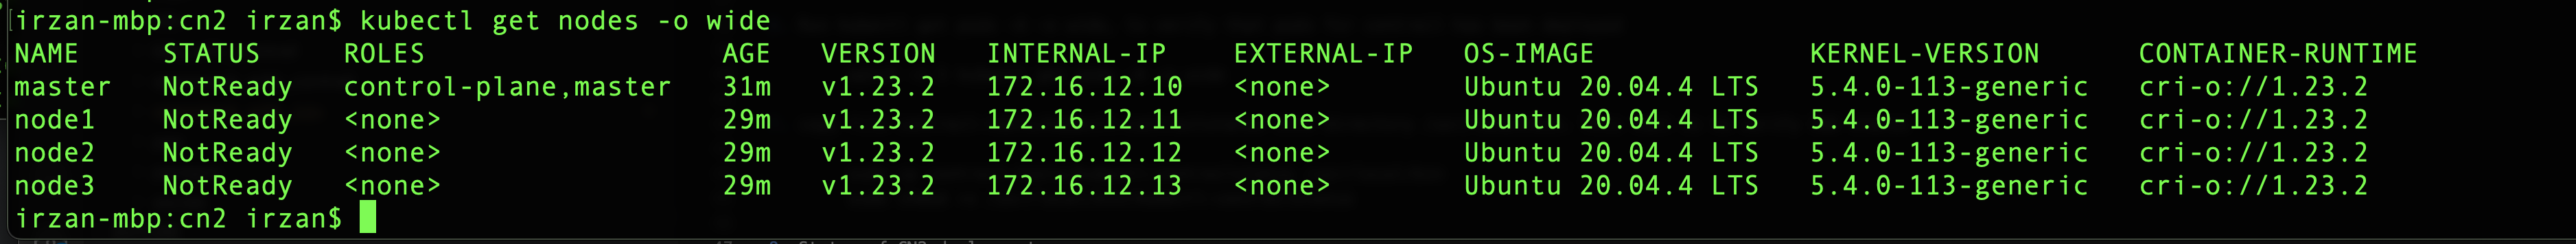 [irzan-mbp:cn2 irzan$ kubectl get nodes -o wide
NAME STATUS ROLES AGE VERSION INTERNAL-IP EXTERNAL-IP OS-IMAGE KERNEL-VERSION CONTAINER-RUNTIME
master NotReady control-plane,master 31m v1.23.2 172.16.12.10 <none> Ubuntu 20.04.4 LTS 5.4.0-113-generic cri-o://1.23.2
node1 NotReady <none> 29m v1.23.2 172.16.12.11 <none> Ubuntu 20.04.4 LTS 5.4.0-113-generic cri-o://1.23.2
node2 NotReady <none> 29m v1.23.2 172.16.12.12 <none> Ubuntu 20.04.4 LTS 5.4.0-113-generic cri-o://1.23.2
node3 NotReady <none> 29m v1.23.2 172.16.12.13 <none> Ubuntu 20.04.4 LTS 5.4.0-113-generic cri-o://1.23.2
irzan-mbp:cn2 irzan$